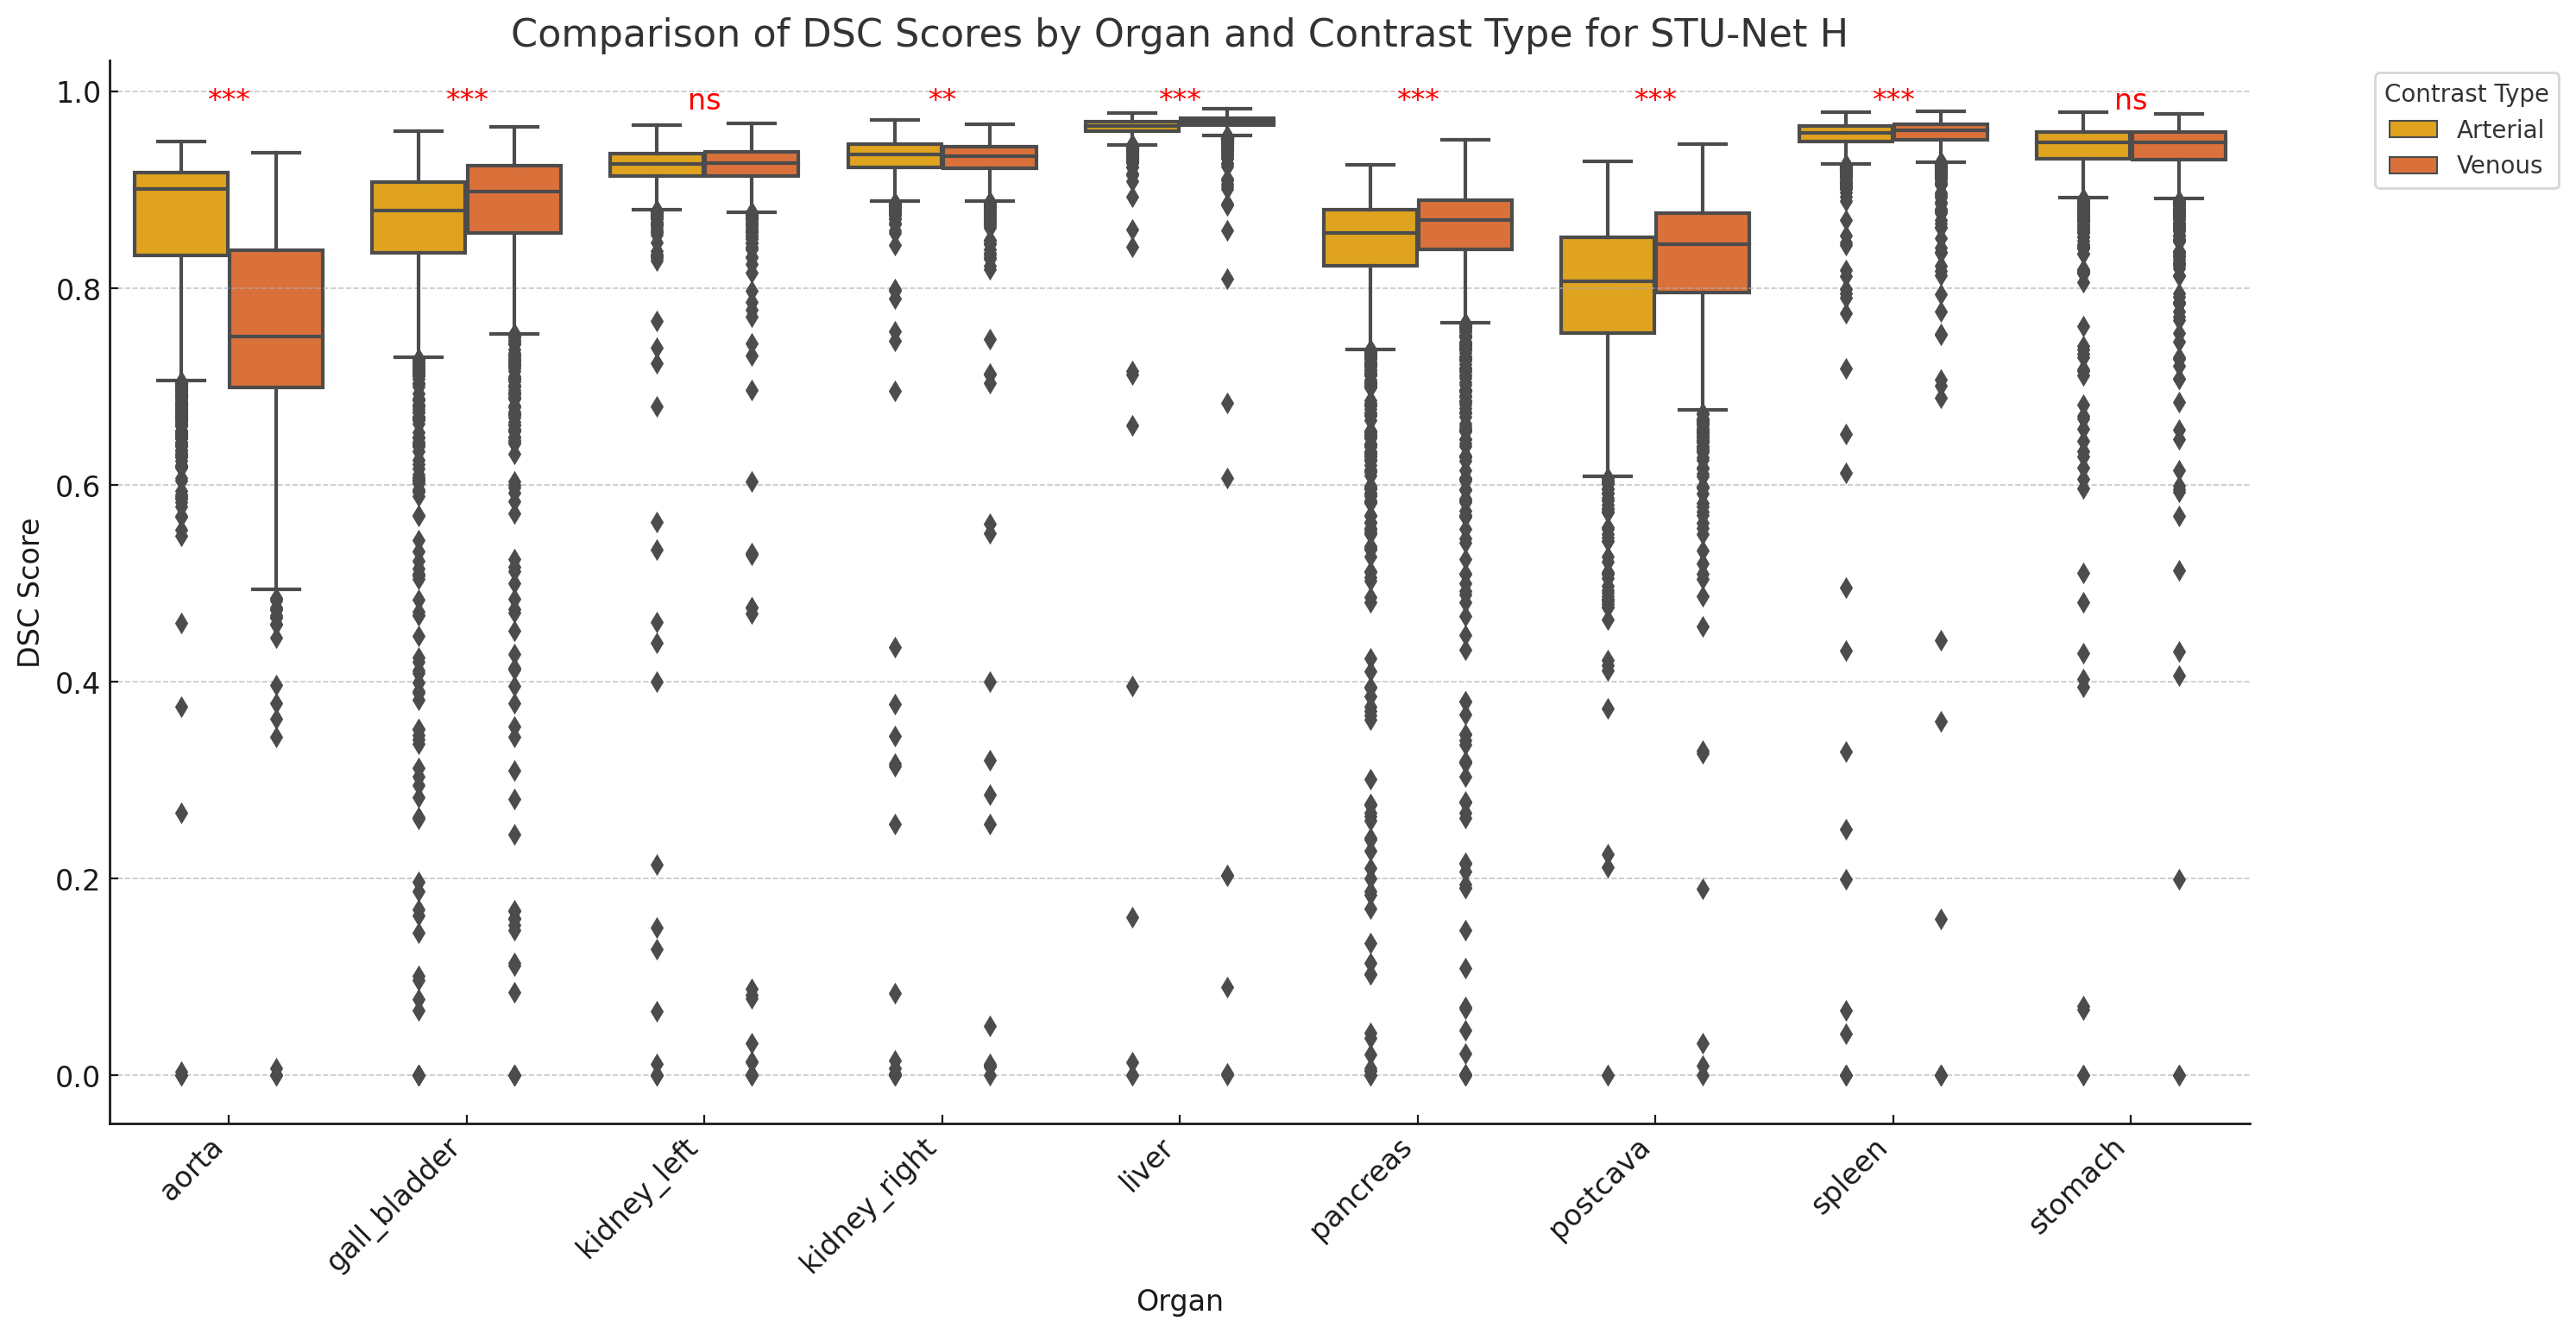 Comparison of DSC Scores by Organ and Contrast Type for STU-Net H
Contrast Type
Arterial
Venous
*** *** ns ** *** *** *** *** ns
DSC Score
1.0
0.8
0.6
0.4
0.2
0.0
aorta
gall_bladder
kidney_left
kidney_right
liver
pancreas
postcava
spleen
stomach
Organ